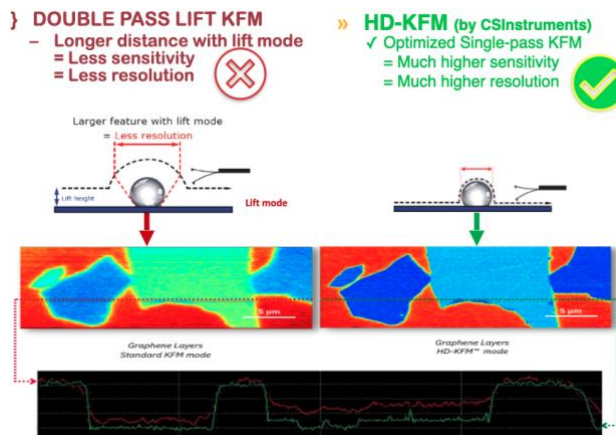 } DOUBLE PASS LIFT KFM
– Longer distance with lift mode
= Less sensitivity
= Less resolution
» HD-KFM (by CSInstruments)
✓ Optimized Single-pass KFM
= Much higher sensitivity
= Much higher resolution
Larger feature with lift mode
= Less resolution
Lift height
Lift mode
5 µm
5 µm
Graphene Layers
Standard KFM mode
Graphene Layers
HD-KFM™ mode